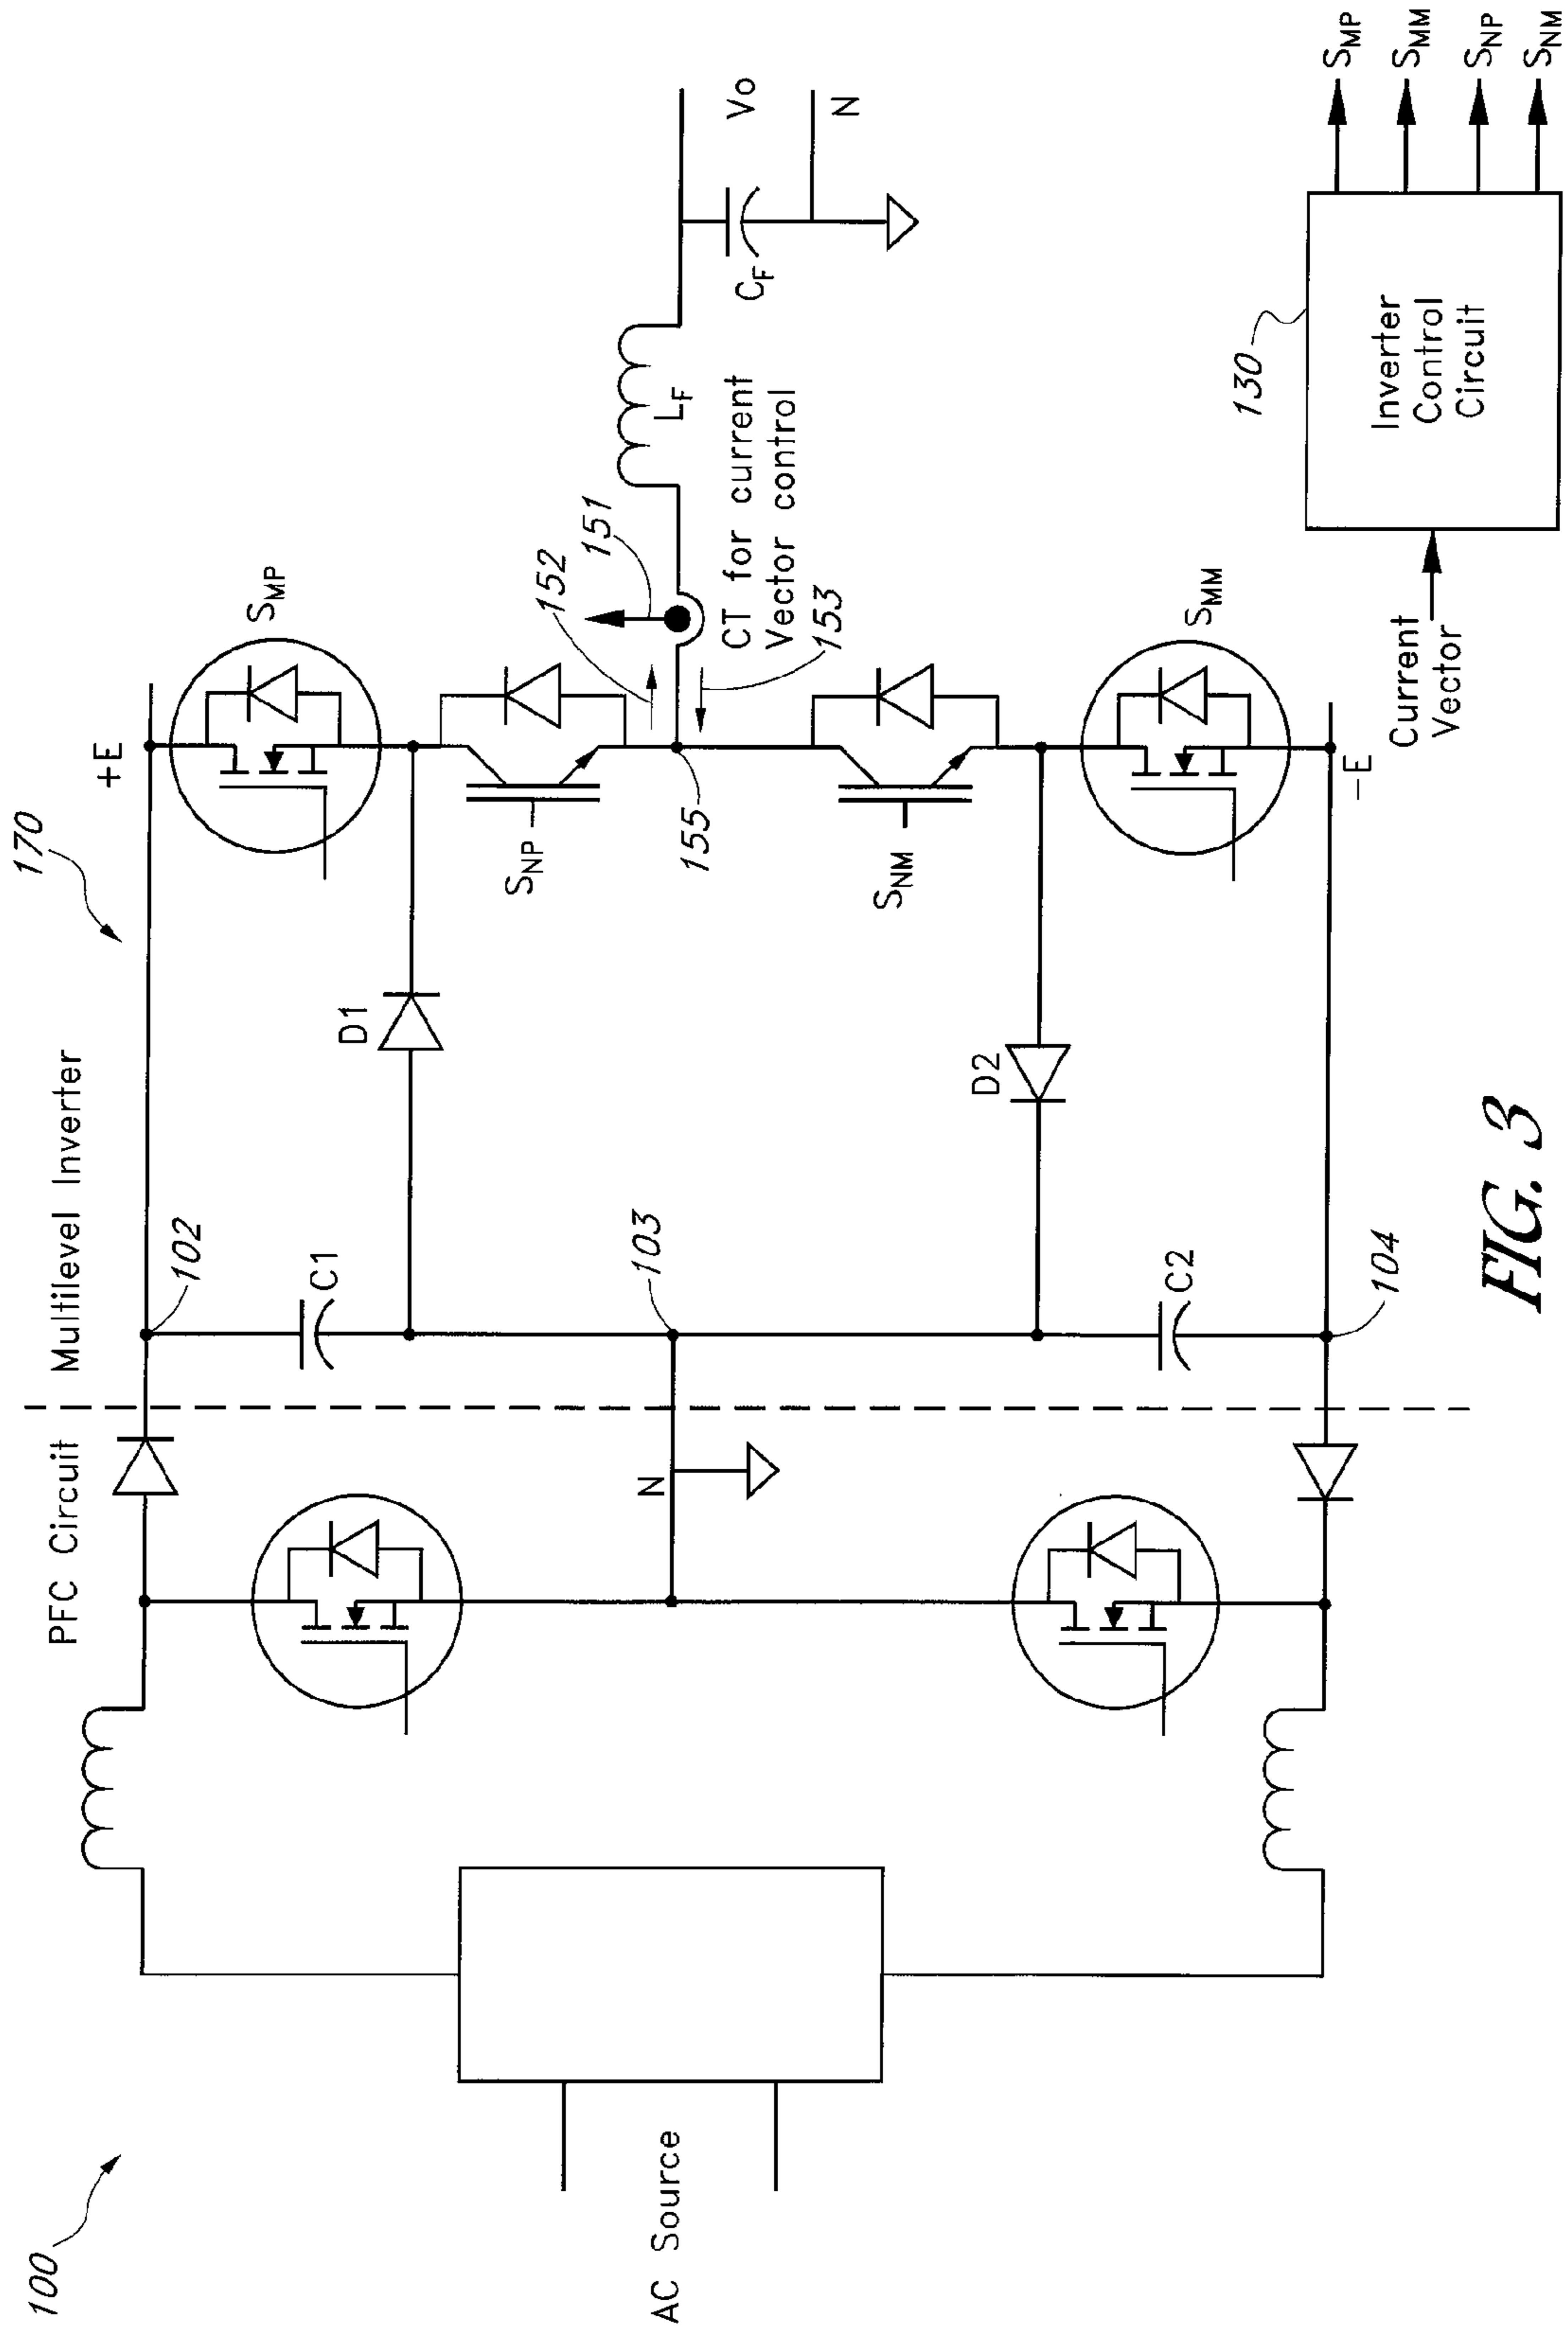 100
170
PFC Circuit
Multilevel Inverter
102
+E
S_MP
C1
D1
S_NP
152
151
L_F
C_F
Vo
N
AC Source
N
103
155
CT for current
Vector control
153
S_NM
D2
C2
S_MM
104
-E
130
Current
Vector
Inverter
Control
Circuit
S_MP
S_MM
S_NP
S_NM
FIG. 3